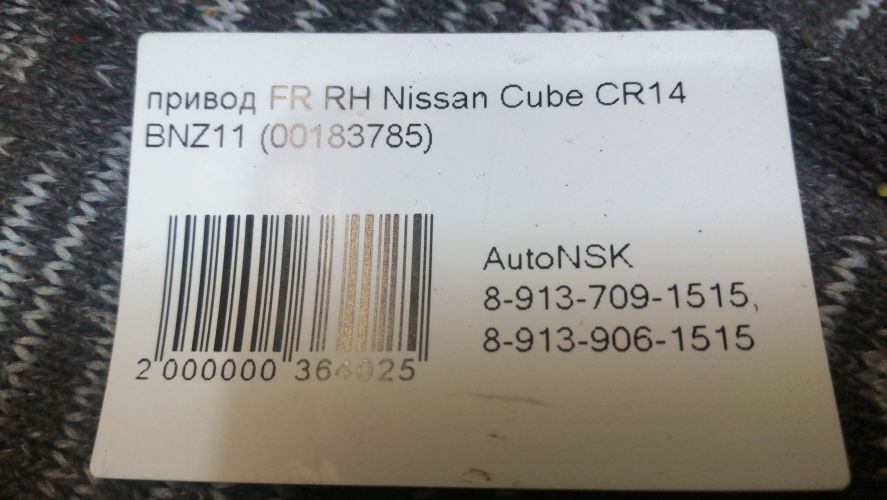 привод FR RH Nissan Cube CR14
BNZ11 (00183785)
AutoNSK
8-913-709-1515,
8-913-906-1515
2 000000 364025